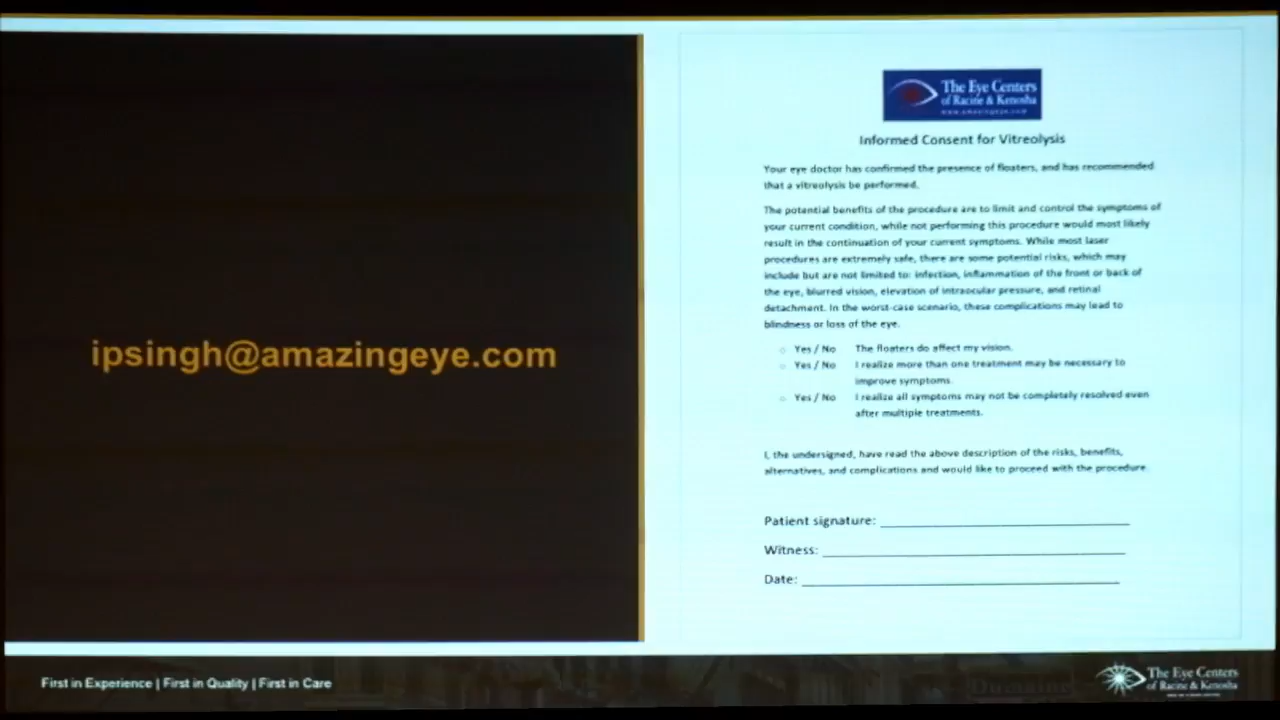 The Eye Centers
of Racine & Kenosha
www.amazingeye.com
Informed Consent for Vitreolysis
Your eye doctor has confirmed the presence of floaters, and has recommended
that a vitreolysis be performed.
The potential benefits of the procedure are to limit and control the symptoms of
your current condition, while not performing this procedure would most likely
result in the continuation of your current symptoms. While most laser
procedures are extremely safe, there are some potential risks, which may
include but are not limited to: infection, inflammation of the front or back of
the eye, blurred vision, elevation of intraocular pressure, and retinal
detachment. In the worst-case scenario, these complications may lead to
blindness or loss of the eye.
Yes / No The floaters do affect my vision.
Yes / No I realize more than one treatment may be necessary to
improve symptoms.
Yes / No I realize all symptoms may not be completely resolved even
after multiple treatments.
I, the undersigned, have read the above description of the risks, benefits,
alternatives, and complications and would like to proceed with the procedure.
Patient signature:
Witness:
Date:
ipsingh@amazingeye.com
First in Experience | First in Quality | First in Care
The Eye Centers
of Racine & Kenosha